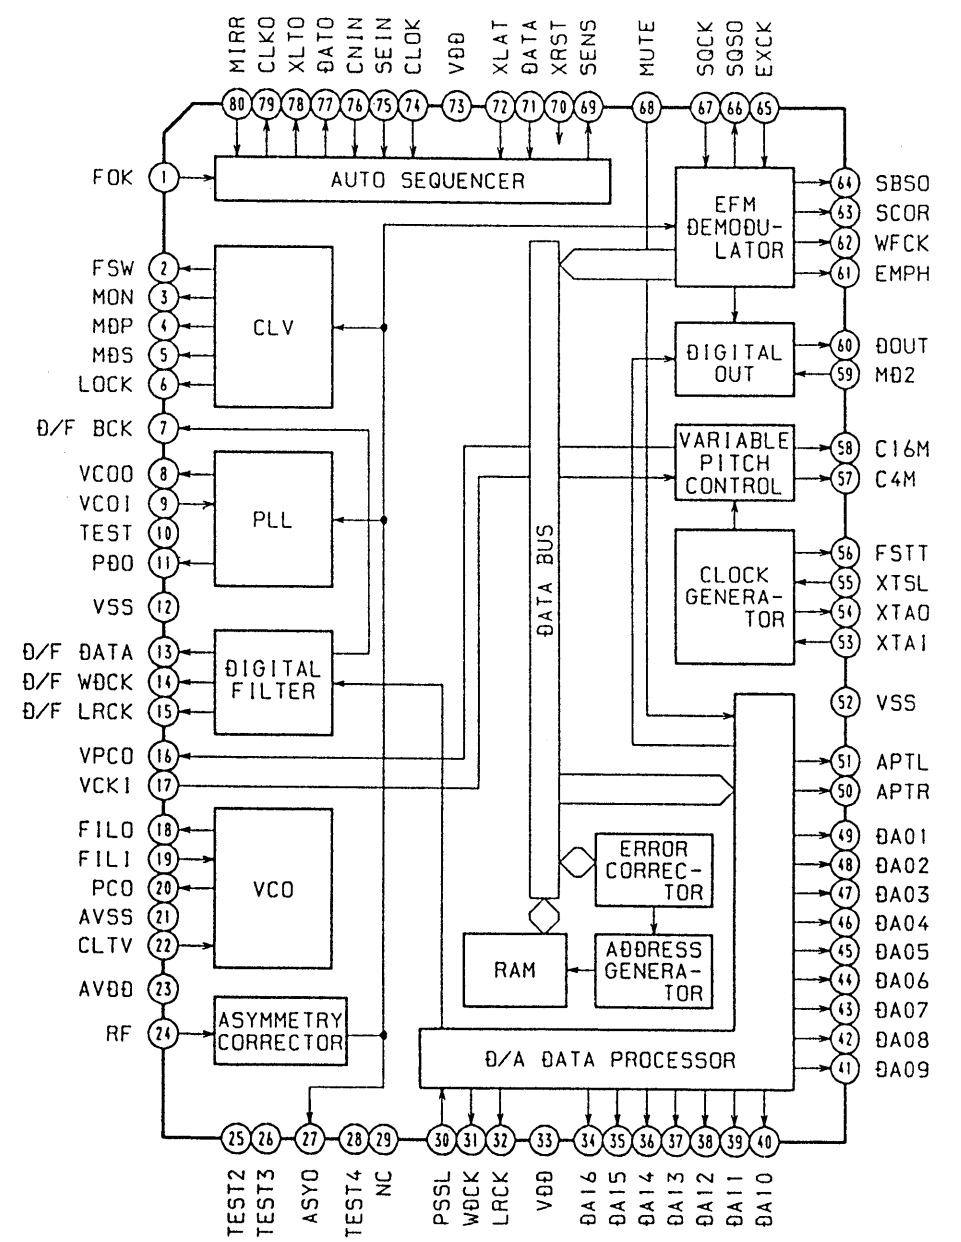 MIRR
CLKO
XLTO
DATO
CNIN
SEIN
CLOK
VDD
XLAT
DATA
XRST
SENS
MUTE
SQCK
SQSO
EXCK
80
79
78
77
76
75
74
73
72
71
70
69
68
67
66
65
FOK 1
AUTO SEQUENCER
EFM
DEMODU-
LATOR
64 SBSO
63 SCOR
62 WFCK
61 EMPH
FSW 2
MON 3
MDP 4
MDS 5
LOCK 6
CLV
DIGITAL
OUT
60 DOUT
59 MD2
D/F BCK 7
VCOO 8
VCOI 9
TEST 10
PDO 11
PLL
VARIABLE
PITCH
CONTROL
58 C16M
57 C4M
DATA BUS
CLOCK
GENERA-
TOR
56 FSTT
55 XTSL
54 XTAO
53 XTAI
VSS 12
D/F DATA 13
D/F WDCK 14
D/F LRCK 15
DIGITAL
FILTER
52 VSS
VPCO 16
VCKI 17
51 APTL
50 APTR
FILO 18
FILI 19
PCO 20
AVSS 21
CLTV 22
VCO
ERROR
CORREC-
TOR
RAM
ADDRESS
GENERA-
TOR
49 DA01
48 DA02
47 DA03
46 DA04
45 DA05
44 DA06
43 DA07
42 DA08
41 DA09
AVDD 23
RF 24
ASYMMETRY
CORRECTOR
D/A DATA PROCESSOR
25
26
27
28
29
30
31
32
33
34
35
36
37
38
39
40
TEST2
TEST3
ASYO
TEST4
NC
PSSL
WDCK
LRCK
VDD
DA16
DA15
DA14
DA13
DA12
DA11
DA10